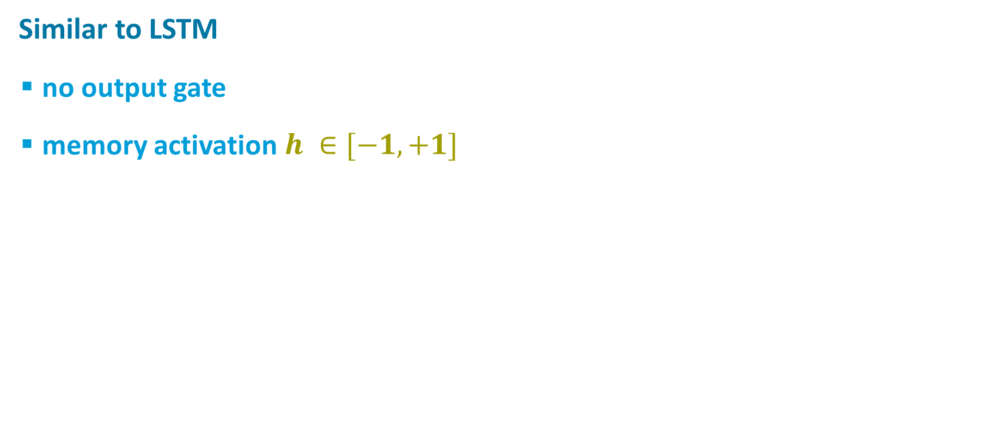 Similar to LSTM
▪ no output gate
▪ memory activation h ∈ [−1, +1]